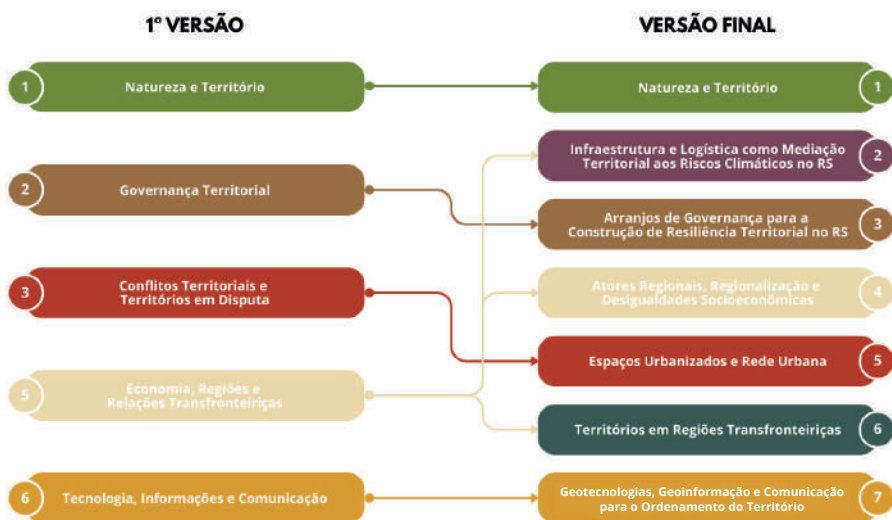 1ª VERSÃO
VERSÃO FINAL
1
Natureza e Território
2
Governança Territorial
3
Conflitos Territoriais e
Territórios em Disputa
5
Economia, Regiões e
Relações Transfronteiriças
6
Tecnologia, Informações e Comunicação
Natureza e Território
1
Infraestrutura e Logística como Mediação
Territorial aos Riscos Climáticos no RS
2
Arranjos de Governança para a
Construção de Resiliência Territorial no RS
3
Atores Regionais, Regionalização e
Desigualdades Socioeconômicas
4
Espaços Urbanizados e Rede Urbana
5
Territórios em Regiões Transfronteiriças
6
Geotecnologias, Geoinformação e Comunicação
para o Ordenamento do Território
7